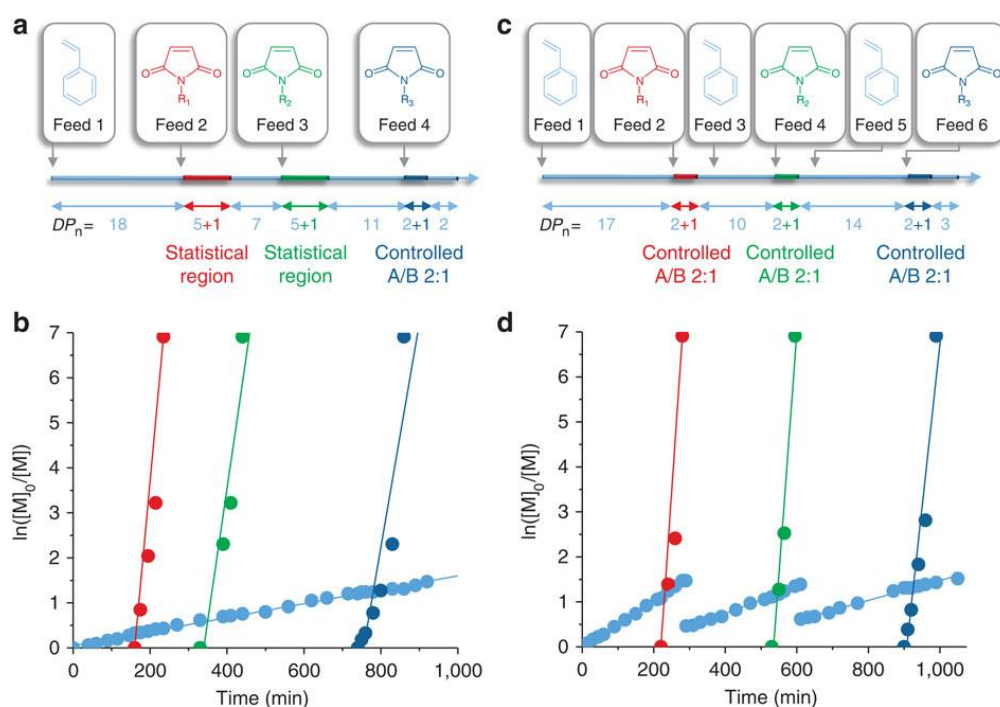 a
O N O
R1
Feed 1 Feed 2
O N O
R2
Feed 3
O N O
R3
Feed 4
DPn= 18 5+1 7 5+1 11 2+1 2
Statistical region
Statistical region
Controlled A/B 2:1
c
O N O
R1
Feed 1 Feed 2 Feed 3
O N O
R2
Feed 4 Feed 5
O N O
R3
Feed 6
DPn= 17 2+1 10 2+1 14 2+1 3
Controlled A/B 2:1
Controlled A/B 2:1
Controlled A/B 2:1
b
ln([M]0/[M])
7
6
5
4
3
2
1
0
0 200 400 600 800 1,000
Time (min)
d
ln([M]0/[M])
7
6
5
4
3
2
1
0
0 200 400 600 800 1,000
Time (min)